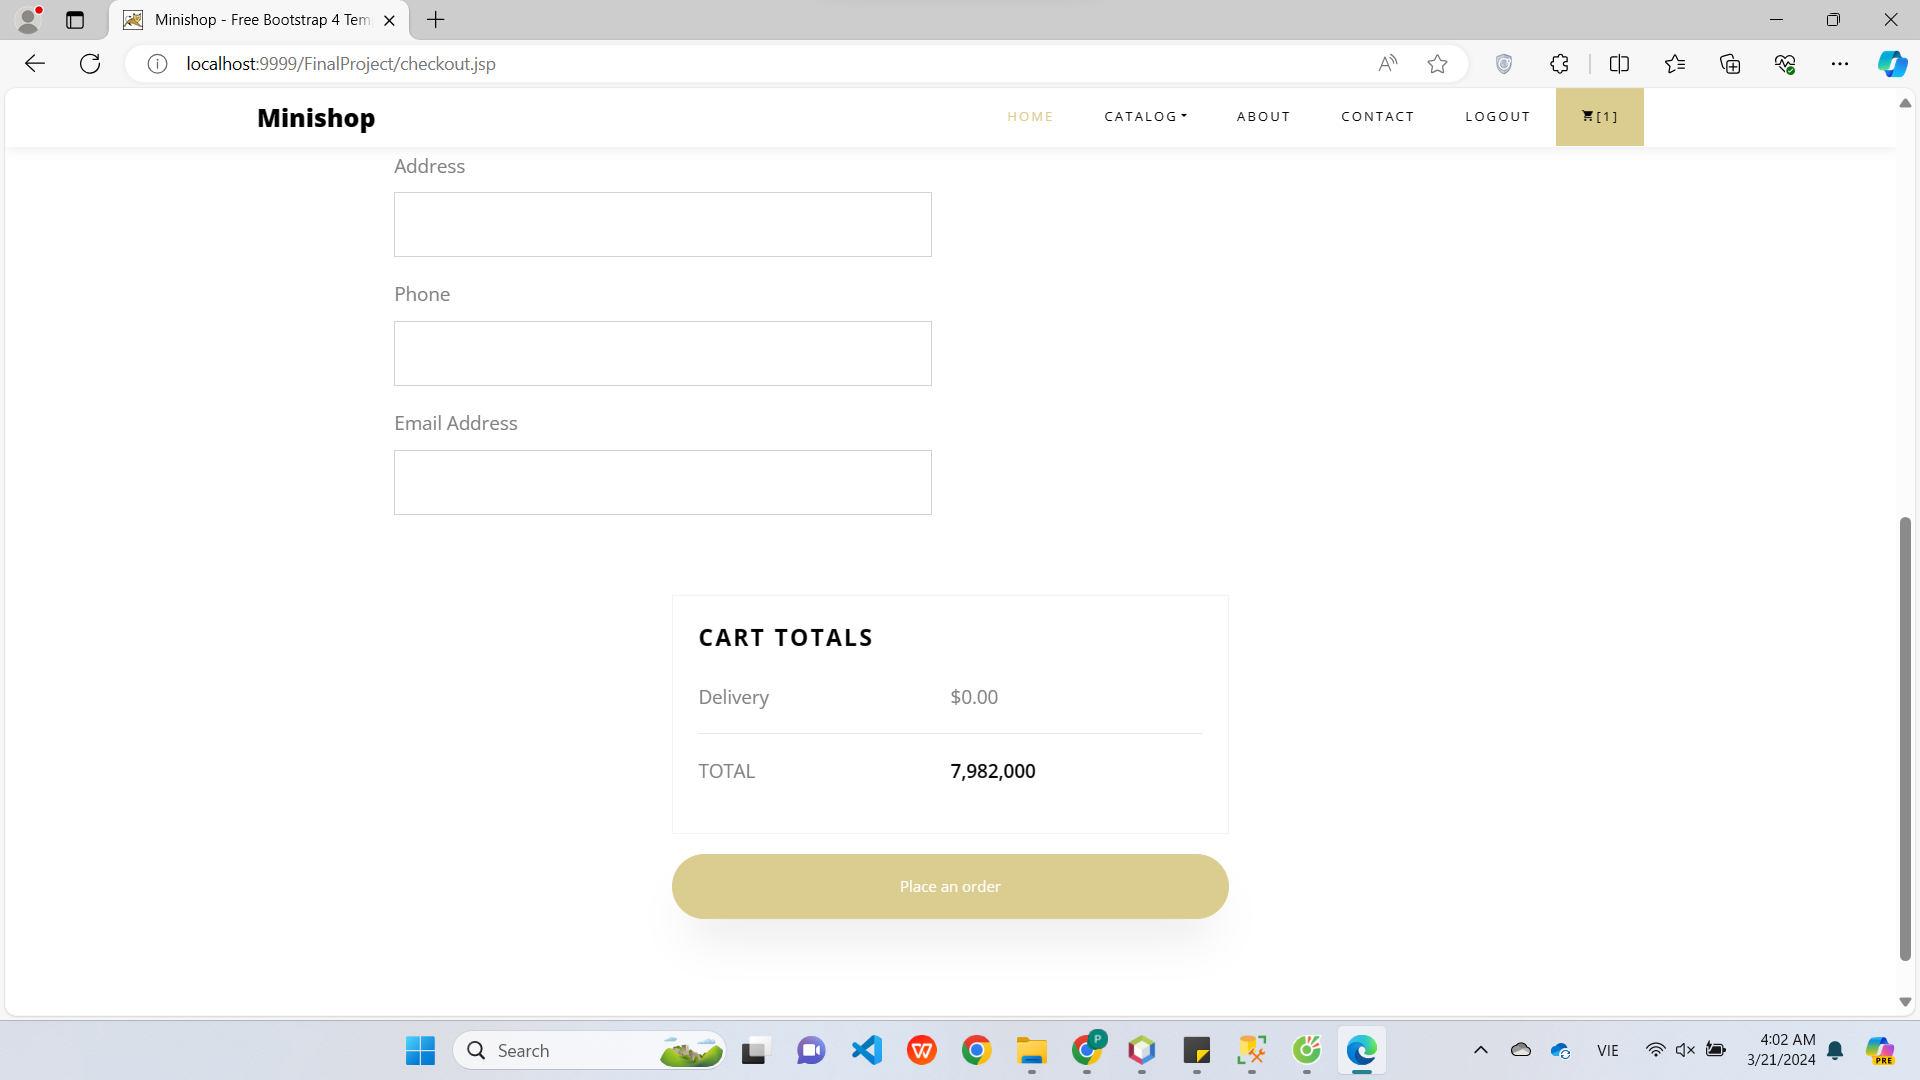 Minishop - Free Bootstrap 4 Tem
localhost:9999/FinalProject/checkout.jsp
Minishop
HOME CATALOG ABOUT CONTACT LOGOUT [1]
Address
Phone
Email Address
CART TOTALS
Delivery $0.00
TOTAL 7,982,000
Place an order
Search
VIE
4:02 AM
3/21/2024
P
PRE